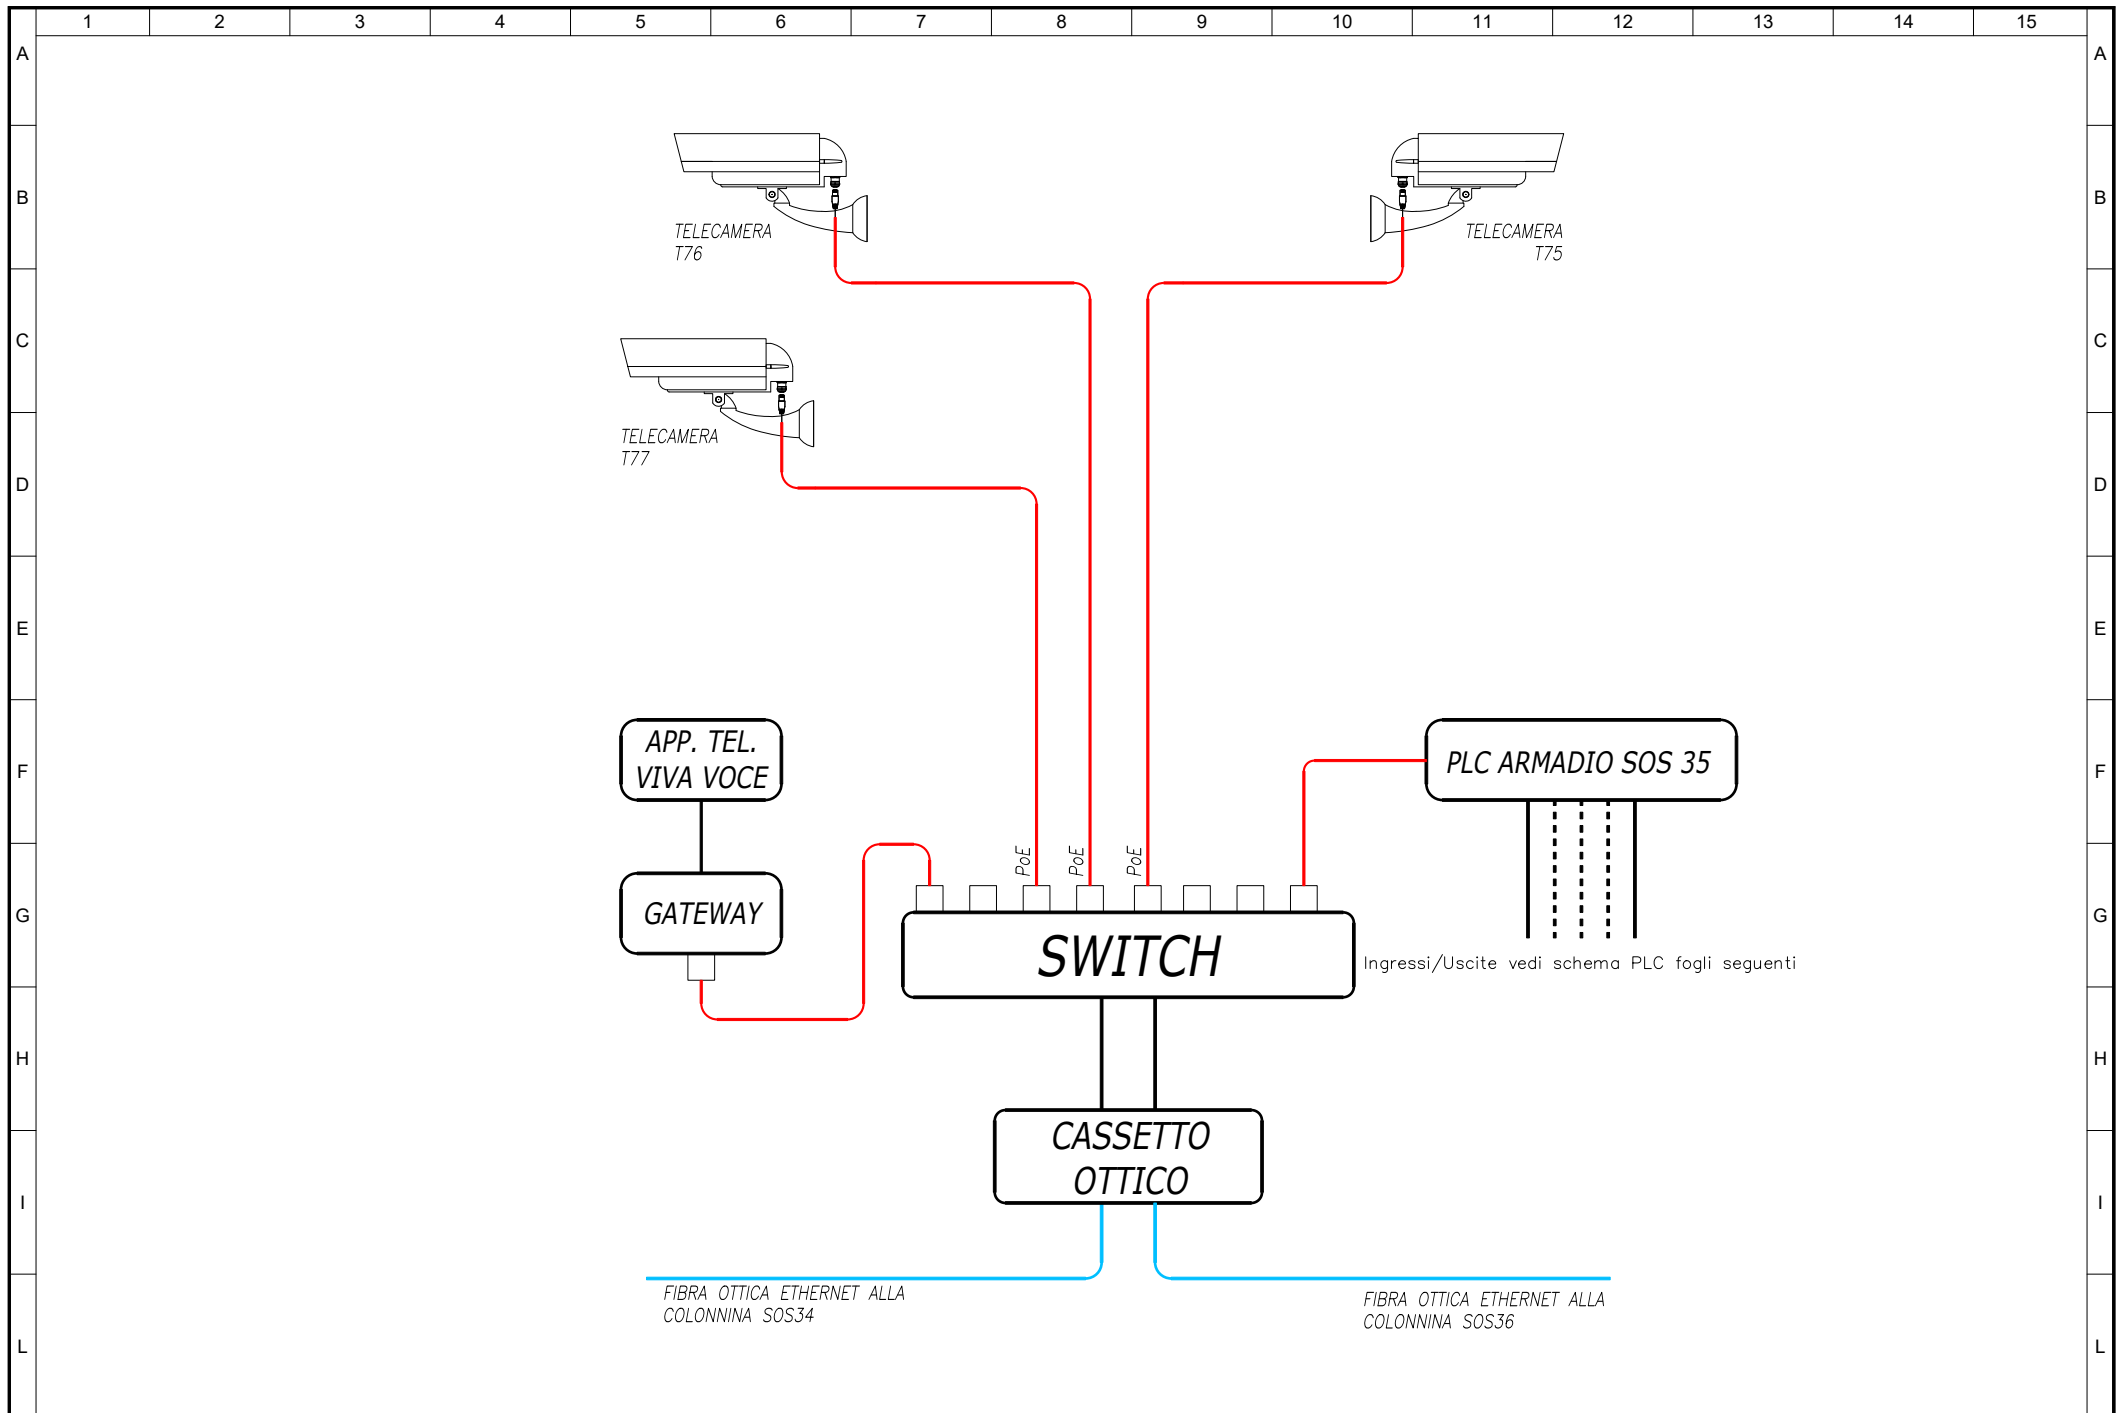 1 2 3 4 5 6 7 8 9 10 11 12 13 14 15
A A
B B
TELECAMERA
T76
TELECAMERA
T75
C C
TELECAMERA
T77
D D
E E
APP. TEL.
VIVA VOCE
PLC ARMADIO SOS 35
F F
PoE PoE PoE
GATEWAY
G G
SWITCH
Ingressi/Uscite vedi schema PLC fogli seguenti
H H
CASSETTO
OTTICO
I I
FIBRA OTTICA ETHERNET ALLA
COLONNINA SOS34
FIBRA OTTICA ETHERNET ALLA
COLONNINA SOS36
L L